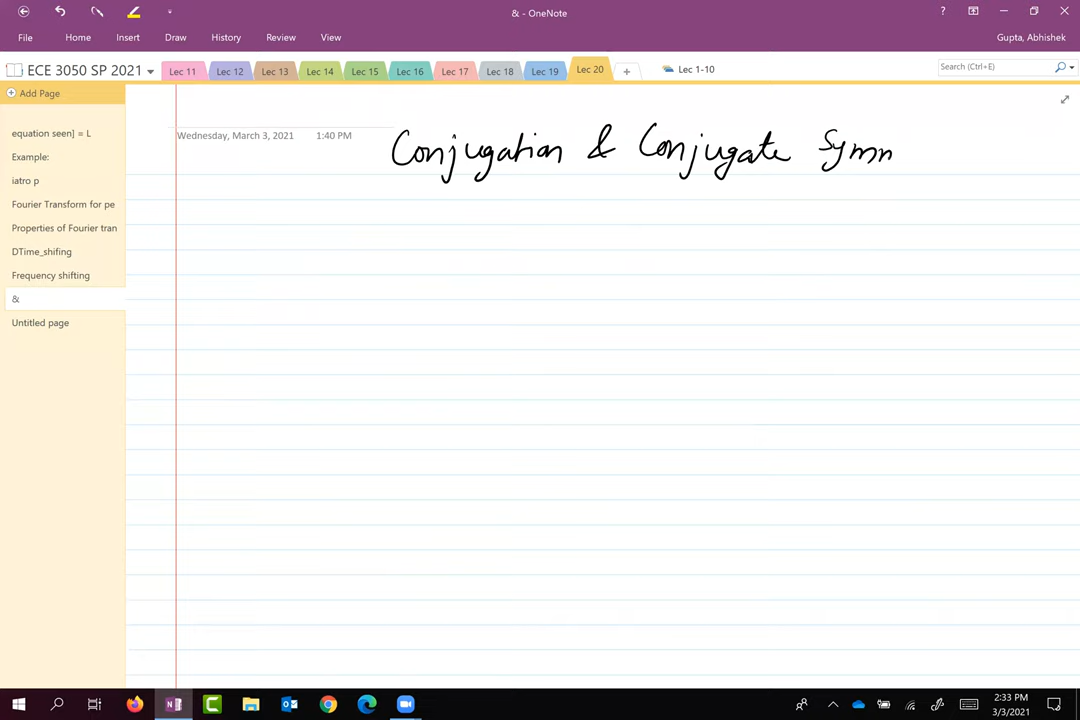 & - OneNote
?
File Home Insert Draw History Review View
Gupta, Abhishek
ECE 3050 SP 2021
Lec 11 Lec 12 Lec 13 Lec 14 Lec 15 Lec 16 Lec 17 Lec 18 Lec 19 Lec 20 +
Lec 1-10
Search (Ctrl+E)
Add Page
equation seen] = L
Example:
iatro p
Fourier Transform for pe
Properties of Fourier tran
DTime_shifing
Frequency shifting
&
Untitled page
Wednesday, March 3, 2021 1:40 PM
Conjugation & Conjugate Symm
2:33 PM
3/3/2021